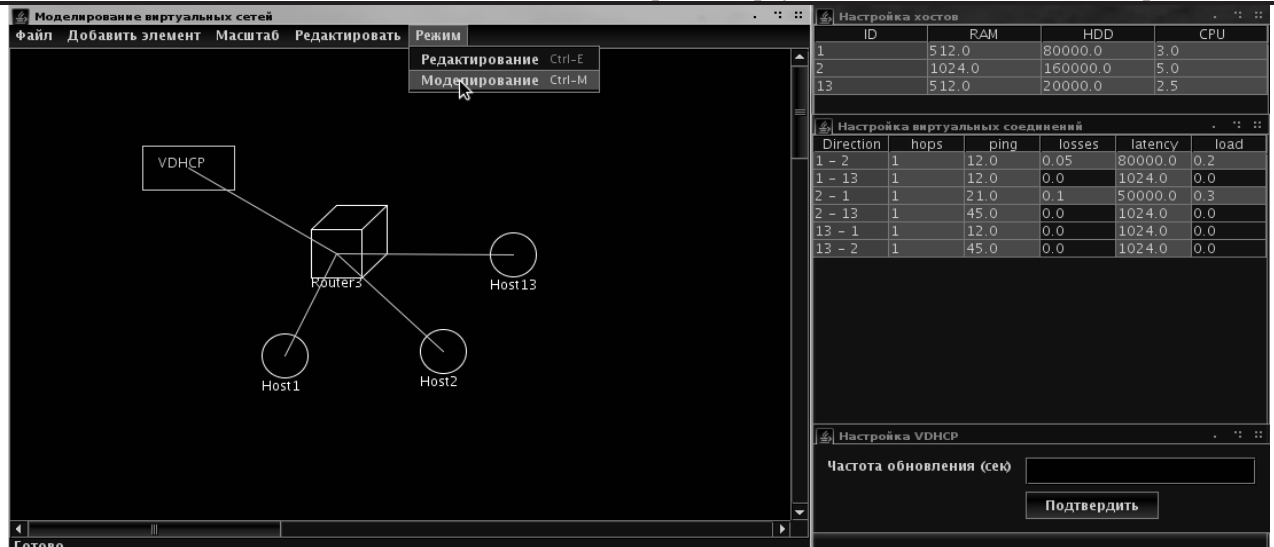 Моделирование виртуальных сетей
Файл Добавить элемент Масштаб Редактировать Режим
Редактирование Ctrl-E
Моделирование Ctrl-M
VDHCP
Router3
Host13
Host1
Host2
Готово
Настройка хостов
ID RAM HDD CPU
1 512.0 80000.0 3.0
2 1024.0 160000.0 5.0
13 512.0 20000.0 2.5
Настройка виртуальных соединений
Direction hops ping losses latency load
1 – 2 1 12.0 0.05 80000.0 0.2
1 – 13 1 12.0 0.0 1024.0 0.0
2 – 1 1 21.0 0.1 50000.0 0.3
2 – 13 1 45.0 0.0 1024.0 0.0
13 – 1 1 12.0 0.0 1024.0 0.0
13 – 2 1 45.0 0.0 1024.0 0.0
Настройка VDHCP
Частота обновления (сек)
Подтвердить